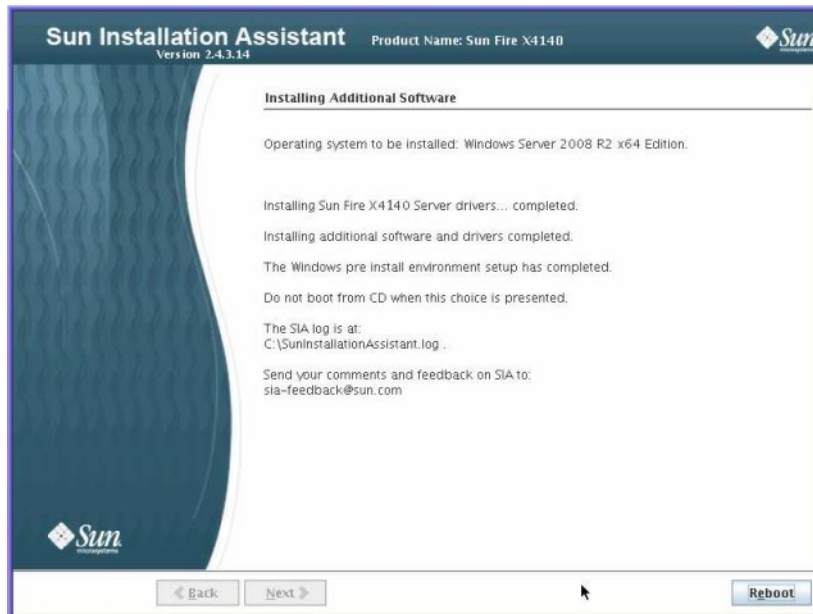 Sun Installation Assistant
Product Name: Sun Fire X4140
Sun
Version 2.4.3.14
Installing Additional Software
Operating system to be installed: Windows Server 2008 R2 x64 Edition.
Installing Sun Fire X4140 Server drivers... completed.
Installing additional software and drivers completed.
The Windows pre install environment setup has completed.
Do not boot from CD when this choice is presented.
The SIA log is at:
C:\SunInstallationAssistant.log .
Send your comments and feedback on SIA to:
sia-feedback@sun.com
Sun
microsystems
Back
Next
Reboot